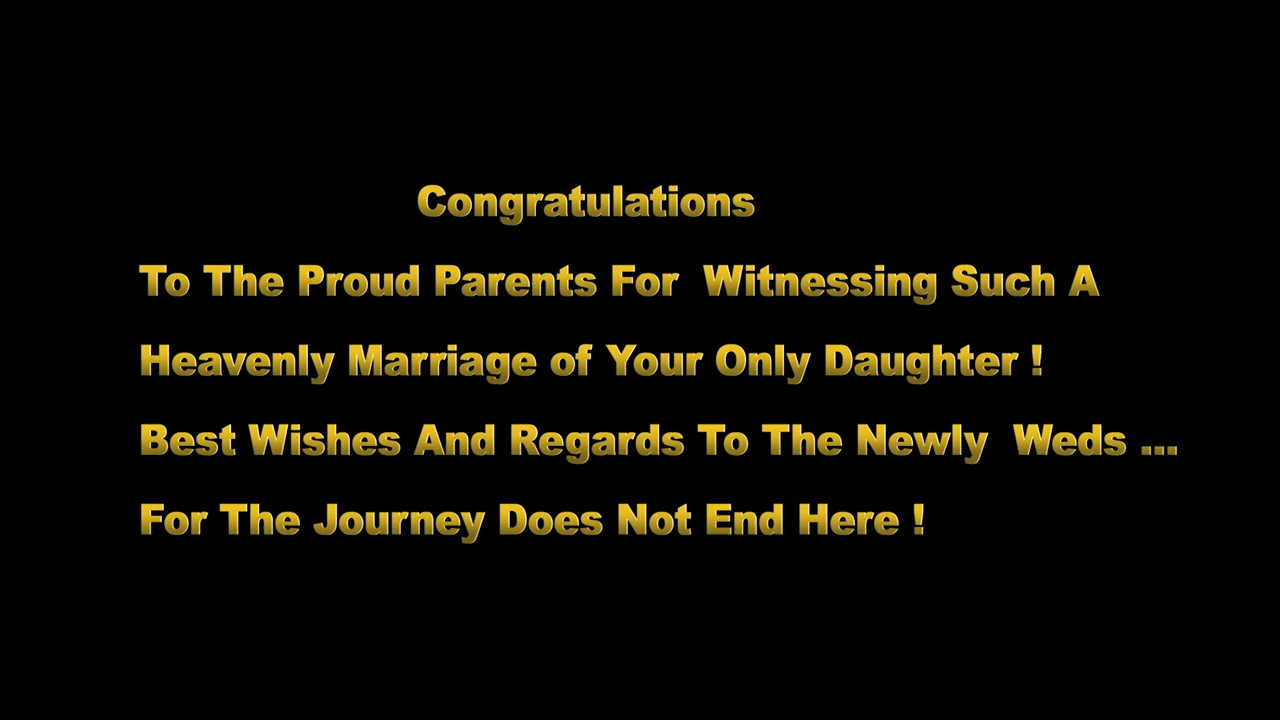 Congratulations
To The Proud Parents For  Witnessing Such A
Heavenly Marriage of Your Only Daughter !
Best Wishes And Regards To The Newly  Weds ...
For The Journey Does Not End Here !